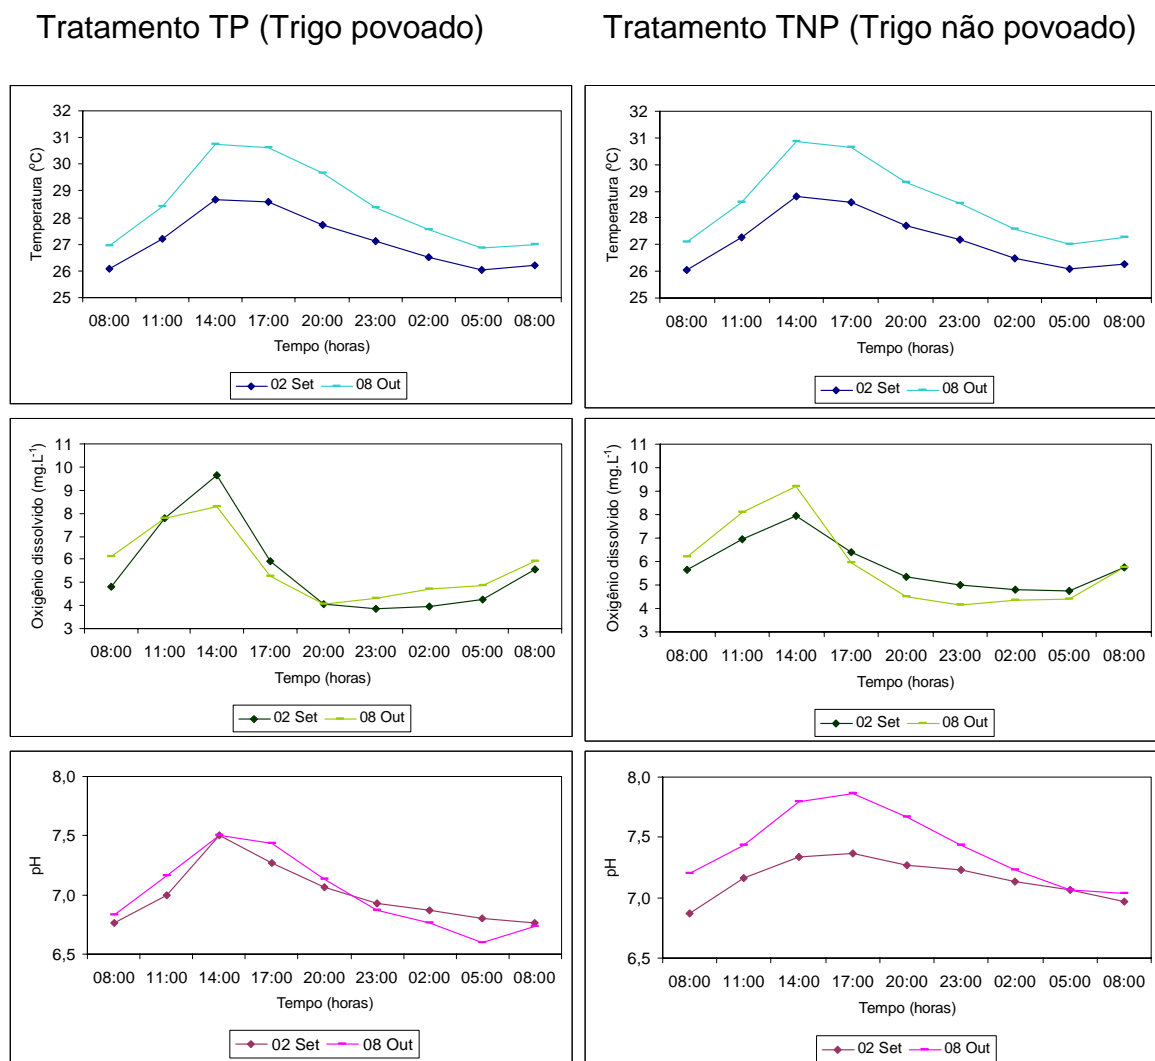 Tratamento TP (Trigo povoado)
Tratamento TNP (Trigo não povoado)
32
31
30
29
28
27
26
25
Temperatura (ºC)
08:00 11:00 14:00 17:00 20:00 23:00 02:00 05:00 08:00
Tempo (horas)
02 Set 08 Out
32
31
30
29
28
27
26
25
Temperatura (ºC)
08:00 11:00 14:00 17:00 20:00 23:00 02:00 05:00 08:00
Tempo (horas)
02 Set 08 Out
11
10
9
8
7
6
5
4
3
Oxigênio dissolvido (mg.L-1)
08:00 11:00 14:00 17:00 20:00 23:00 02:00 05:00 08:00
Tempo (horas)
02 Set 08 Out
11
10
9
8
7
6
5
4
3
Oxigênio dissolvido (mg.L-1)
08:00 11:00 14:00 17:00 20:00 23:00 02:00 05:00 08:00
Tempo (horas)
02 Set 08 Out
8,0
7,5
7,0
6,5
pH
08:00 11:00 14:00 17:00 20:00 23:00 02:00 05:00 08:00
Tempo (horas)
02 Set 08 Out
8,0
7,5
7,0
6,5
pH
08:00 11:00 14:00 17:00 20:00 23:00 02:00 05:00 08:00
Tempo (horas)
02 Set 08 Out